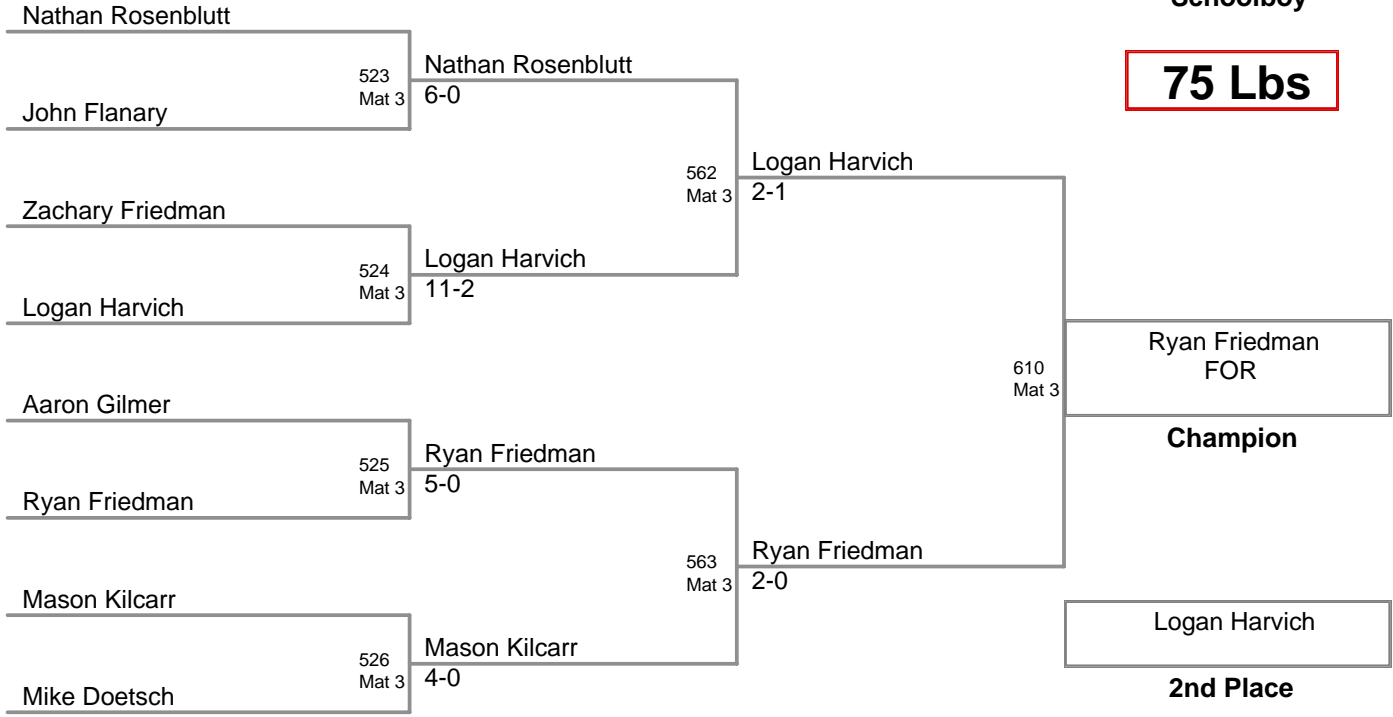 Schoolboy
75 Lbs
Nathan Rosenblutt
523
Mat 3
John Flanary
Nathan Rosenblutt
6-0
Zachary Friedman
524
Mat 3
Logan Harvich
Logan Harvich
11-2
562
Mat 3
Logan Harvich
2-1
Aaron Gilmer
525
Mat 3
Ryan Friedman
Ryan Friedman
5-0
Mason Kilcarr
526
Mat 3
Mike Doetsch
Mason Kilcarr
4-0
563
Mat 3
Ryan Friedman
2-0
610
Mat 3
Ryan Friedman
FOR
Champion
Logan Harvich
2nd Place